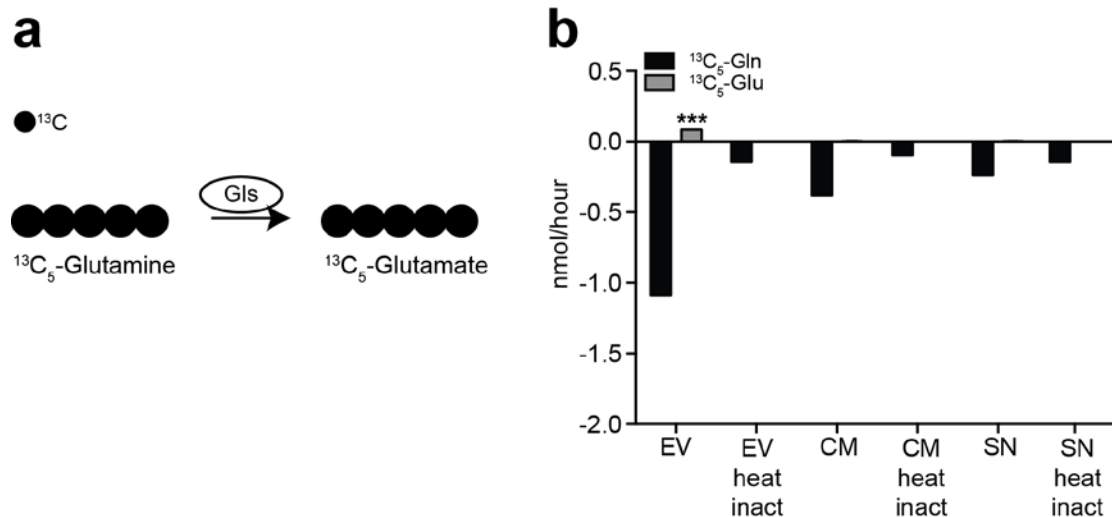 a
¹³C
Gls
¹³C₅-Glutamine
¹³C₅-Glutamate
b
¹³C₅-Gln
¹³C₅-Glu
nmol/hour
0.5
0.0
-0.5
-1.0
-1.5
-2.0
***
EV
EV
heat
inact
CM
CM
heat
inact
SN
SN
heat
inact